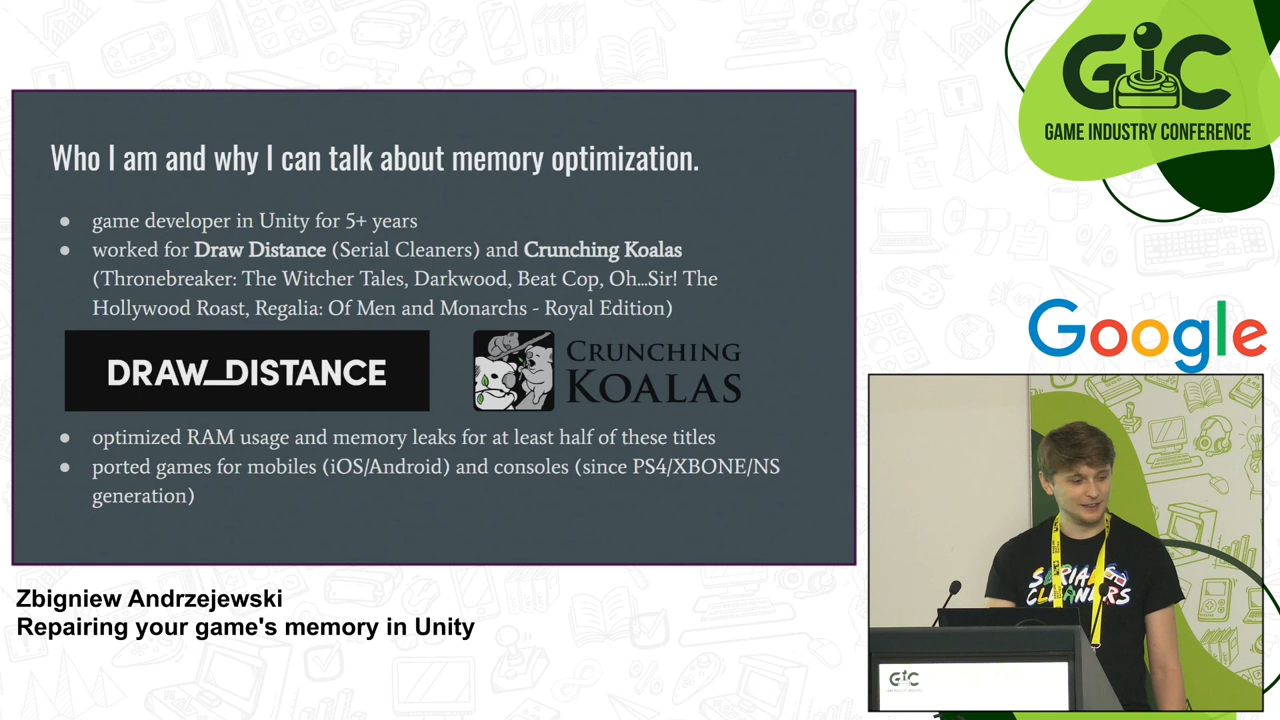 Who I am and why I can talk about memory optimization.
● game developer in Unity for 5+ years
● worked for Draw Distance (Serial Cleaners) and Crunching Koalas
(Thronebreaker: The Witcher Tales, Darkwood, Beat Cop, Oh...Sir! The
Hollywood Roast, Regalia: Of Men and Monarchs - Royal Edition)
DRAW_DISTANCE
CRUNCHING
KOALAS
● optimized RAM usage and memory leaks for at least half of these titles
● ported games for mobiles (iOS/Android) and consoles (since PS4/XBONE/NS
generation)
Zbigniew Andrzejewski
Repairing your game's memory in Unity
GIC
GAME INDUSTRY CONFERENCE
Google
SERIAL
CLEANERS
GIC